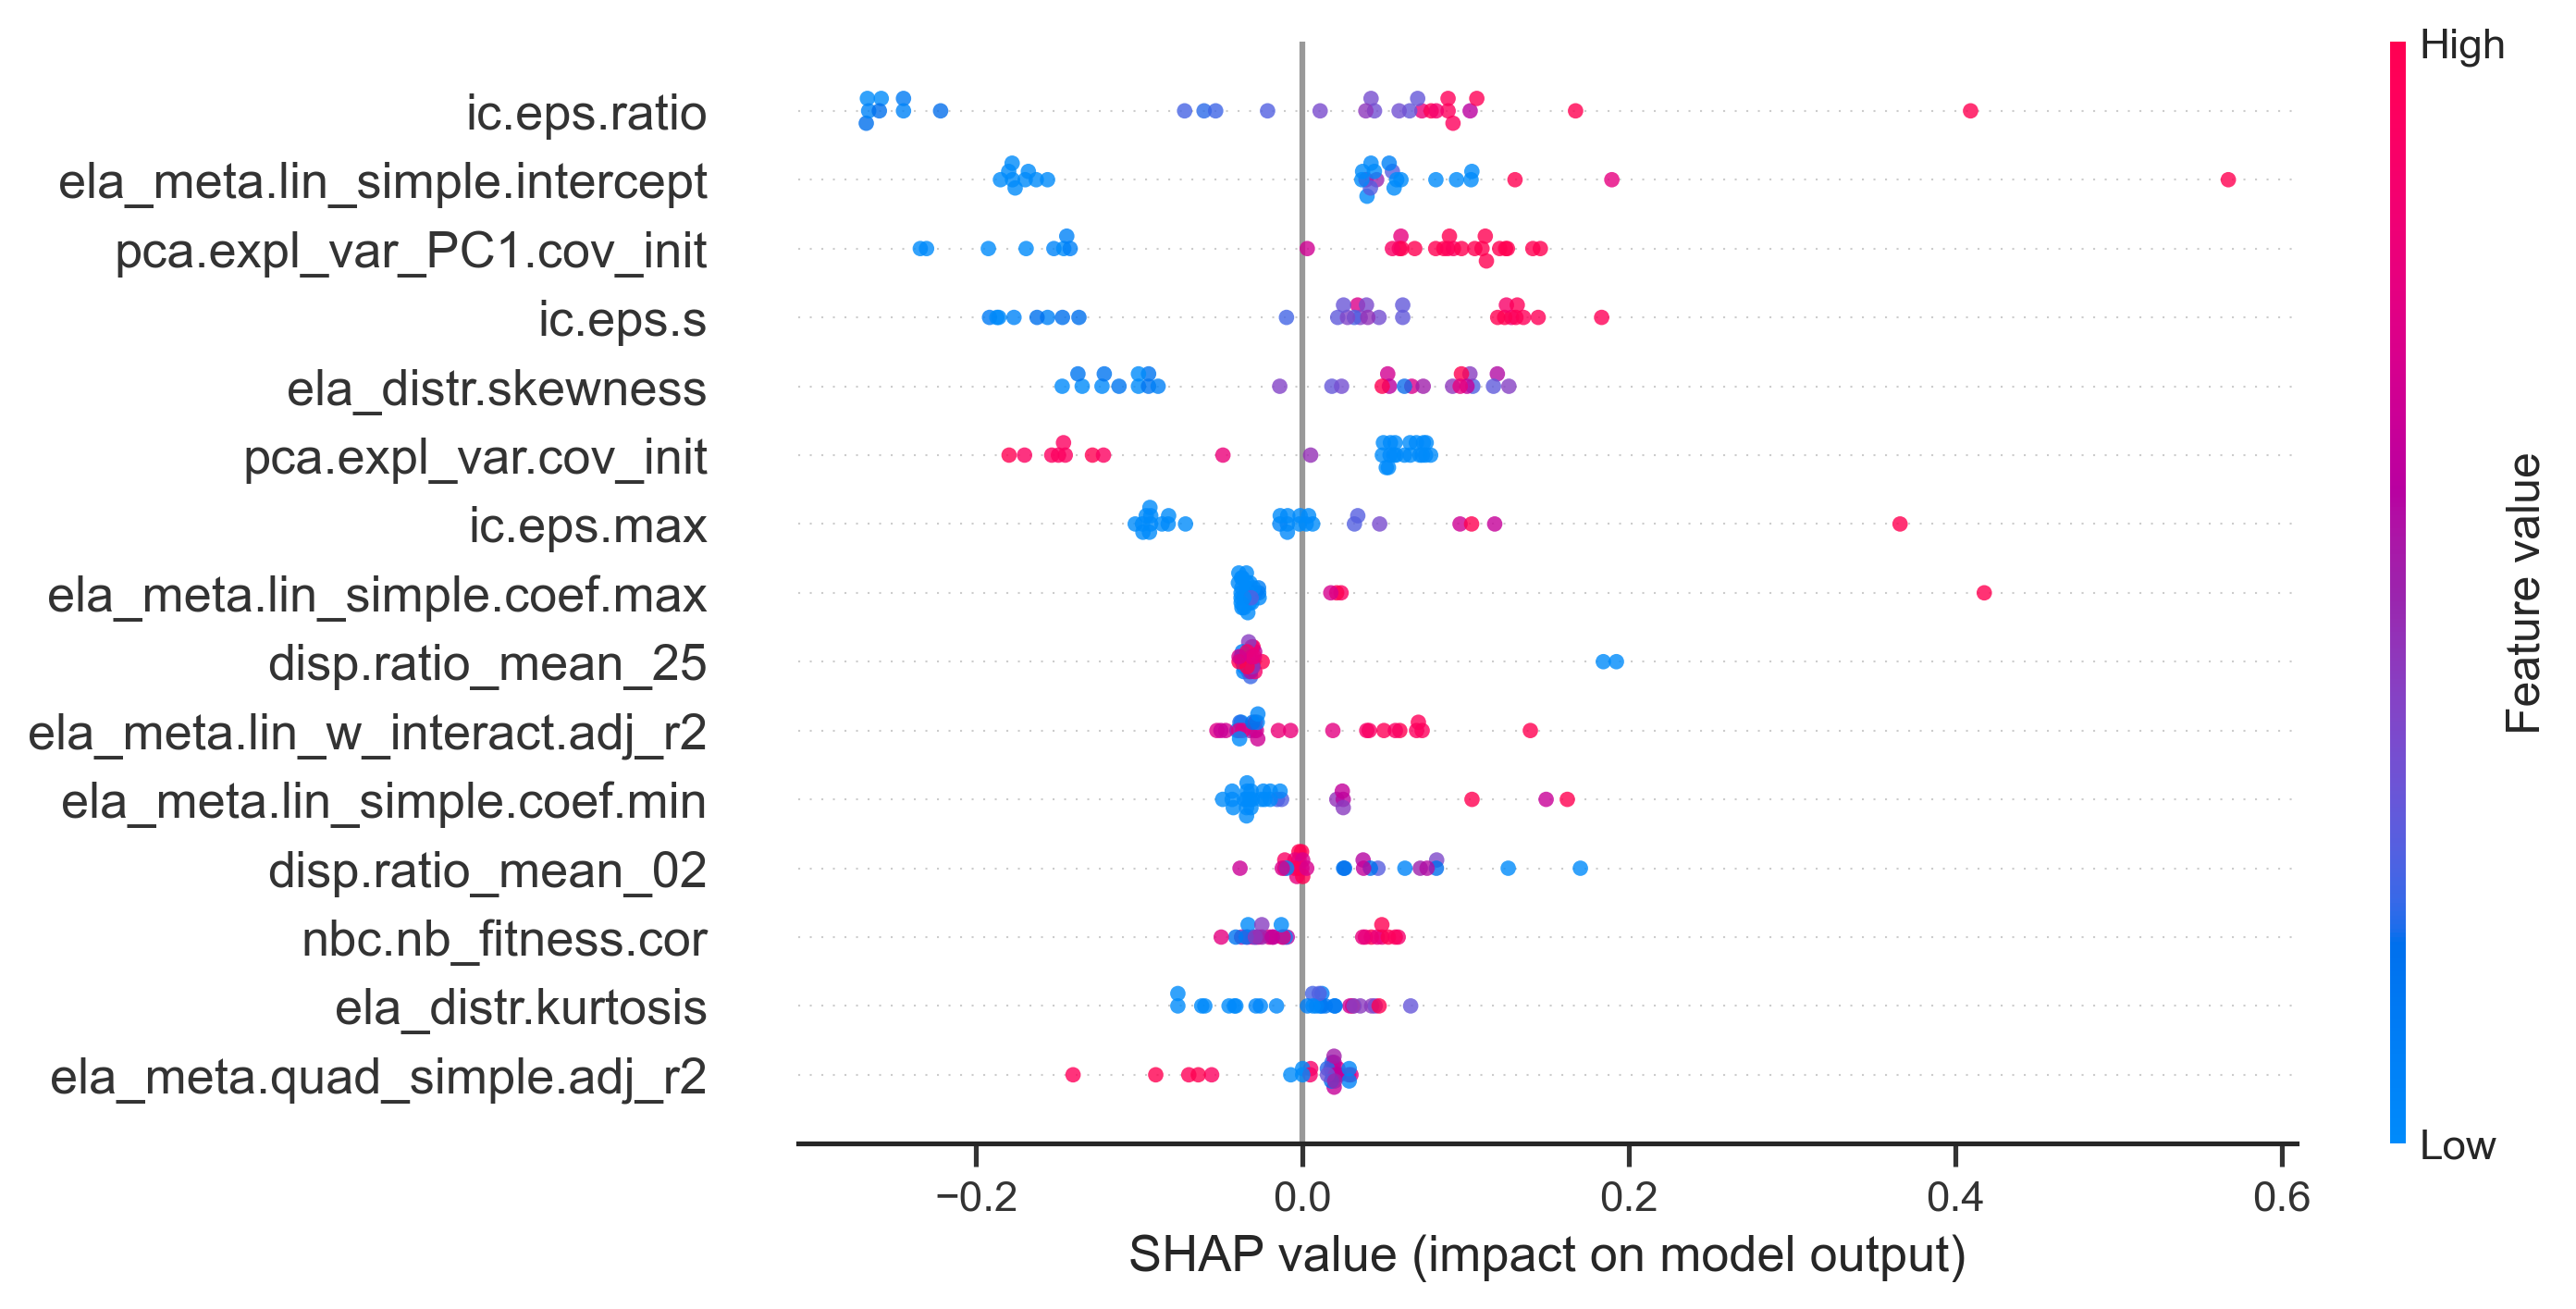 High
ic.eps.ratio
ela_meta.lin_simple.intercept
pca.expl_var_PC1.cov_init
ic.eps.s
ela_distr.skewness
pca.expl_var.cov_init
ic.eps.max
ela_meta.lin_simple.coef.max
disp.ratio_mean_25
ela_meta.lin_w_interact.adj_r2
ela_meta.lin_simple.coef.min
disp.ratio_mean_02
nbc.nb_fitness.cor
ela_distr.kurtosis
ela_meta.quad_simple.adj_r2
Feature value
Low
−0.2 0.0 0.2 0.4 0.6
SHAP value (impact on model output)